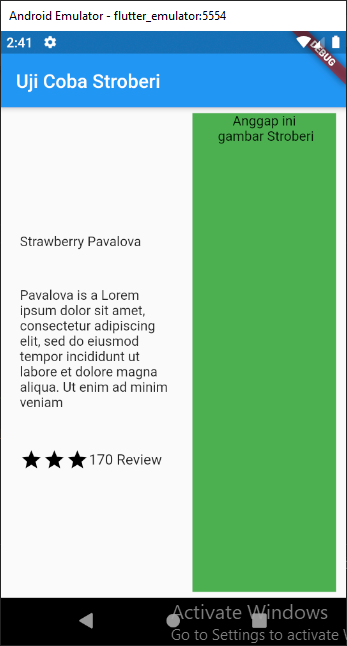 Android Emulator - flutter_emulator:5554
2:41
DEBUG
Uji Coba Stroberi
Anggap ini
gambar Stroberi
Strawberry Pavalova
Pavalova is a Lorem
ipsum dolor sit amet,
consectetur adipiscing
elit, sed do eiusmod
tempor incididunt ut
labore et dolore magna
aliqua. Ut enim ad minim
veniam
170 Review
Activate Windows
Go to Settings to activate W